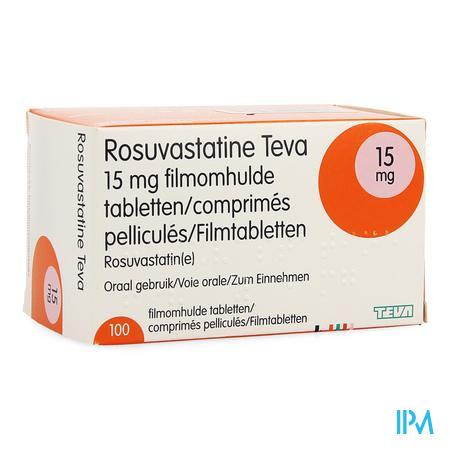 Rosuvastatine Teva
15 mg filmomhulde
tabletten/comprimés
pelliculés/Filmtabletten
Rosuvastatin(e)
Oraal gebruik/Voie orale/Zum Einnehmen
100
filmomhulde tabletten/
comprimés pelliculés/Filmtabletten
15
mg
TEVA
Rosuvastatine Teva
15
mg
IPM